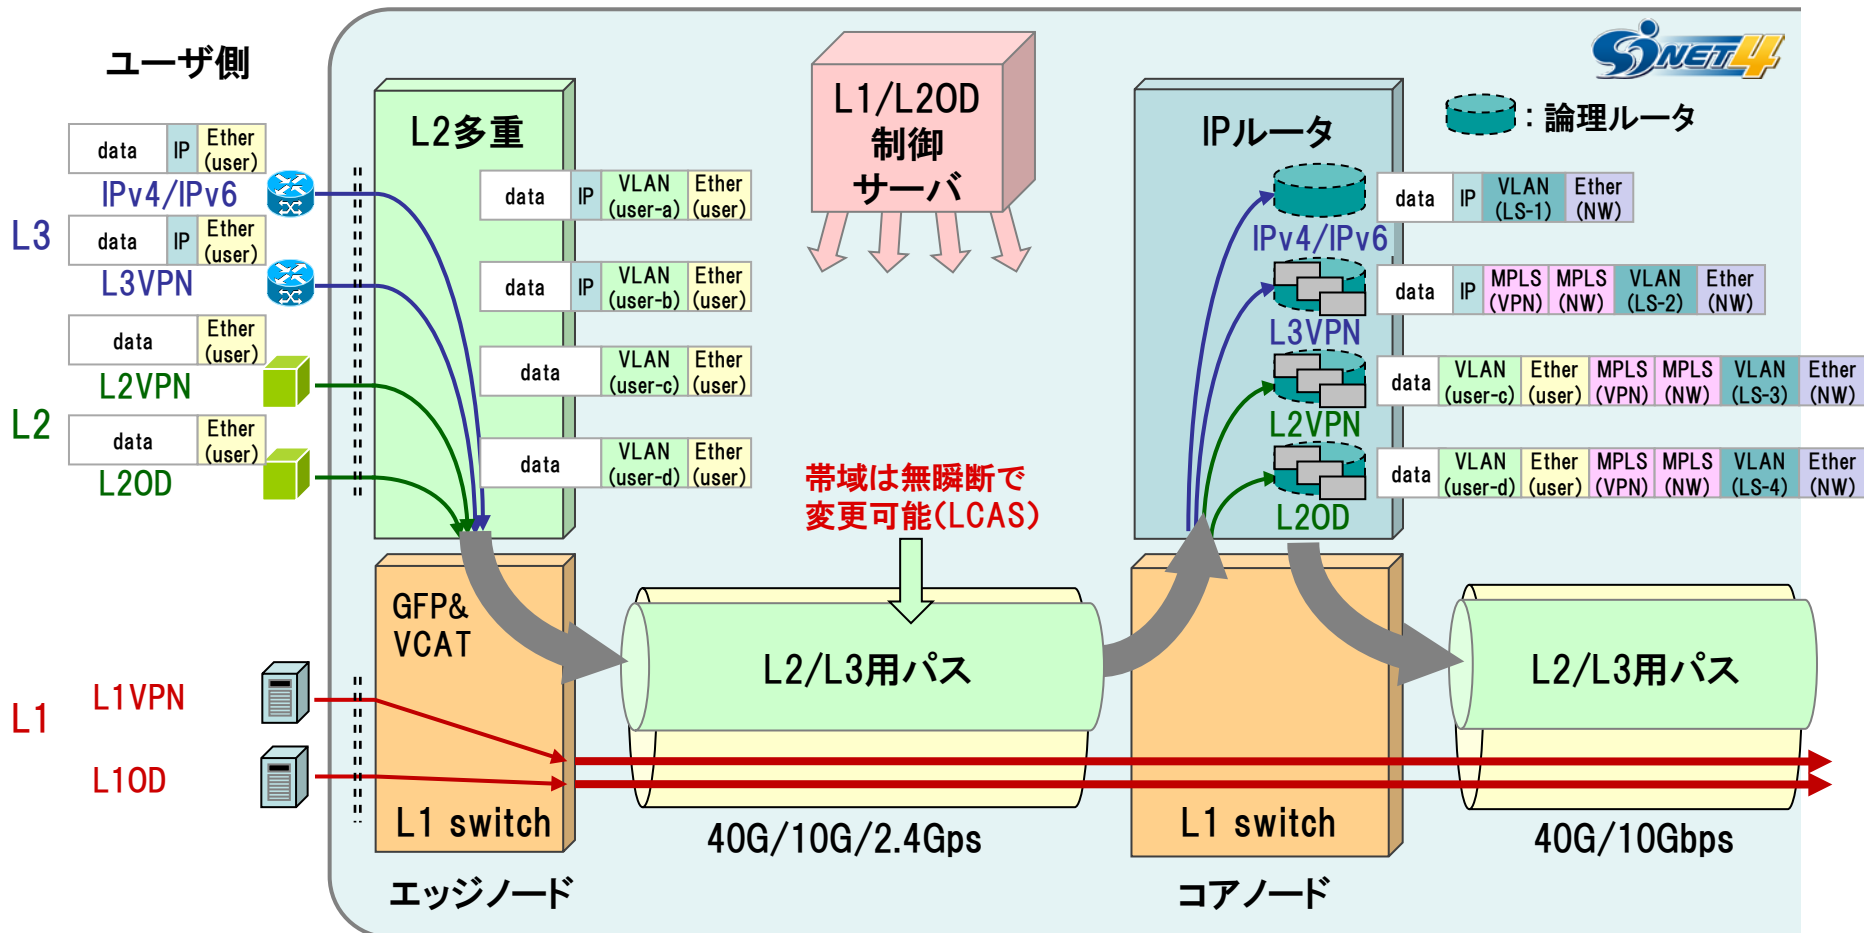 ユーザ側
SINET4
data IP Ether (user)
IPv4/IPv6
data IP Ether (user)
L3
L3VPN
data Ether (user)
L2VPN
L2
data Ether (user)
L2OD
L2多重
data IP VLAN (user-a) Ether (user)
data IP VLAN (user-b) Ether (user)
data VLAN (user-c) Ether (user)
data VLAN (user-d) Ether (user)
L1/L2OD
制御
サーバ
IPルータ
:論理ルータ
IPv4/IPv6
data IP VLAN (LS-1) Ether (NW)
L3VPN
data IP MPLS (VPN) MPLS (NW) VLAN (LS-2) Ether (NW)
L2VPN
data VLAN (user-c) Ether (user) MPLS (VPN) MPLS (NW) VLAN (LS-3) Ether (NW)
L2OD
data VLAN (user-d) Ether (user) MPLS (VPN) MPLS (NW) VLAN (LS-4) Ether (NW)
帯域は無瞬断で
変更可能(LCAS)
GFP&
VCAT
L2/L3用パス
L2/L3用パス
L1
L1VPN
L1OD
L1 switch
40G/10G/2.4Gps
L1 switch
40G/10Gbps
エッジノード
コアノード